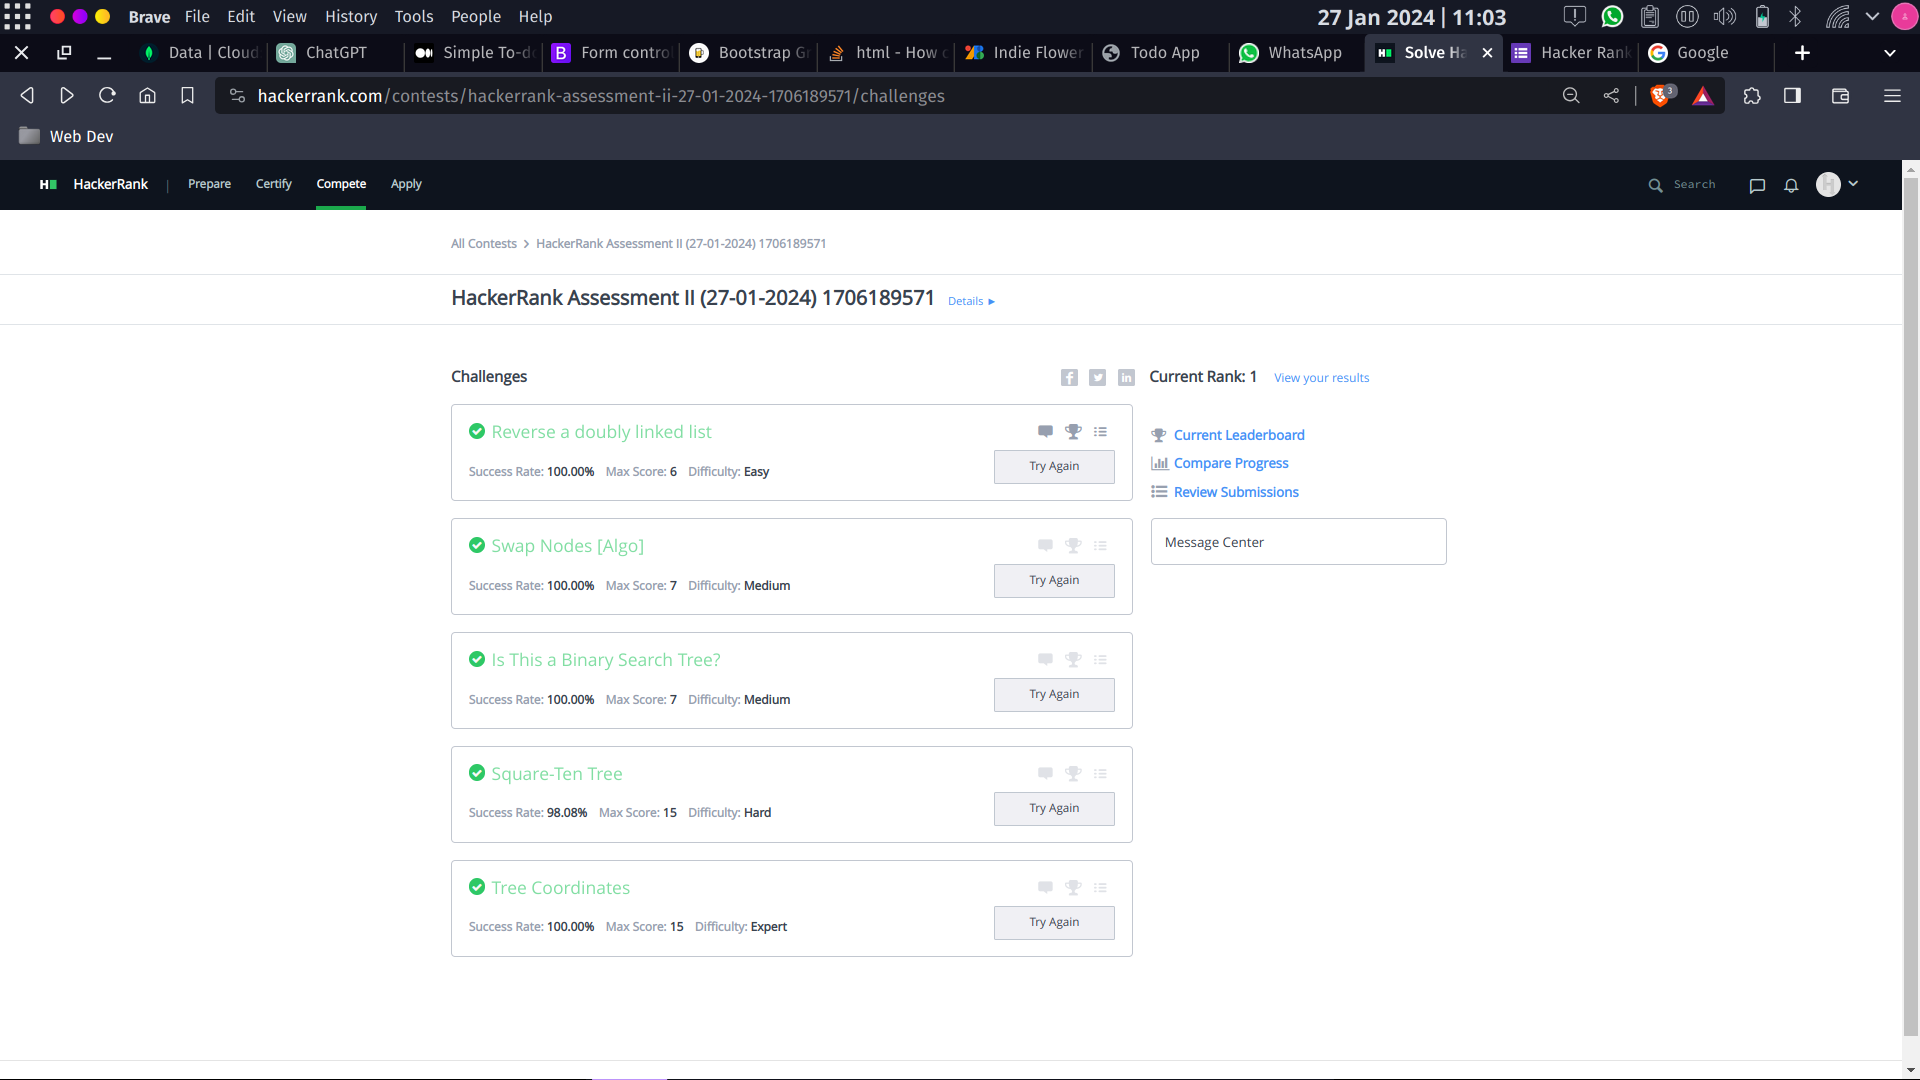 Brave File Edit View History Tools People Help 27 Jan 2024 | 11:03
Data | Cloud ChatGPT Simple To-d Form contro Bootstrap Gr html - How c Indie Flower Todo App WhatsApp Solve Ha Hacker Rank Google
hackerrank.com/contests/hackerrank-assessment-ii-27-01-2024-1706189571/challenges 3
Web Dev
HackerRank | Prepare Certify Compete Apply Search
All Contests > HackerRank Assessment II (27-01-2024) 1706189571
HackerRank Assessment II (27-01-2024) 1706189571 Details
Challenges
Current Rank: 1 View your results
Reverse a doubly linked list
Success Rate: 100.00% Max Score: 6 Difficulty: Easy
Try Again
Swap Nodes [Algo]
Success Rate: 100.00% Max Score: 7 Difficulty: Medium
Try Again
Is This a Binary Search Tree?
Success Rate: 100.00% Max Score: 7 Difficulty: Medium
Try Again
Square-Ten Tree
Success Rate: 98.08% Max Score: 15 Difficulty: Hard
Try Again
Tree Coordinates
Success Rate: 100.00% Max Score: 15 Difficulty: Expert
Try Again
Current Leaderboard
Compare Progress
Review Submissions
Message Center